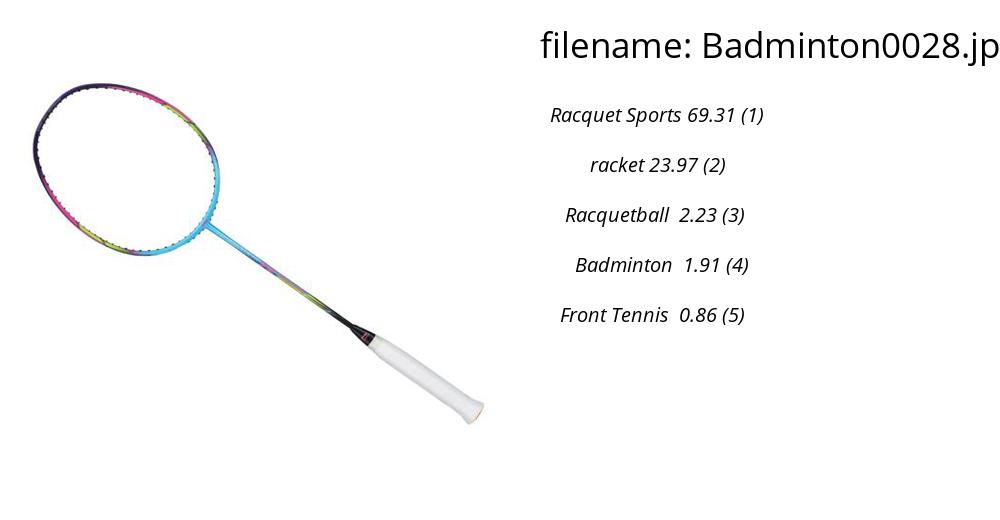 filename: Badminton0028.jp
Racquet Sports 69.31 (1)
racket 23.97 (2)
Racquetball 2.23 (3)
Badminton 1.91 (4)
Front Tennis 0.86 (5)